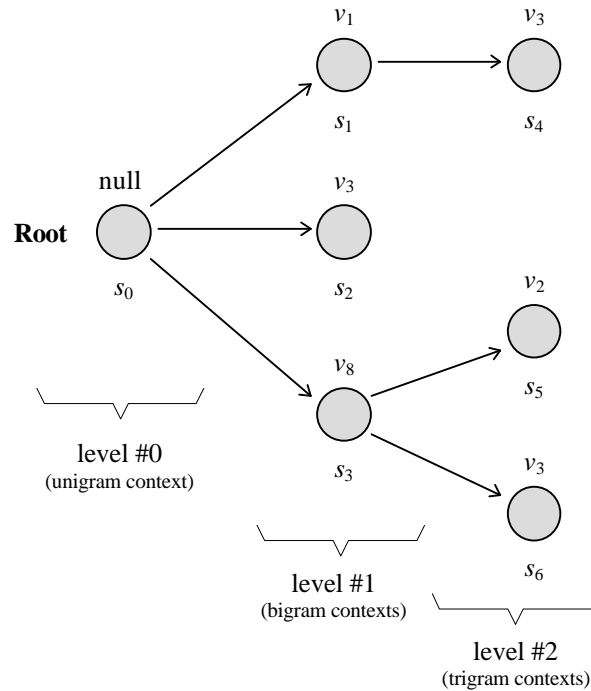 v1 v3
s1 s4
null v3
Root
s0 s2
v2
v8
s5
level #0 s3 v3
(unigram context)
s6
level #1
(bigram contexts)
level #2
(trigram contexts)